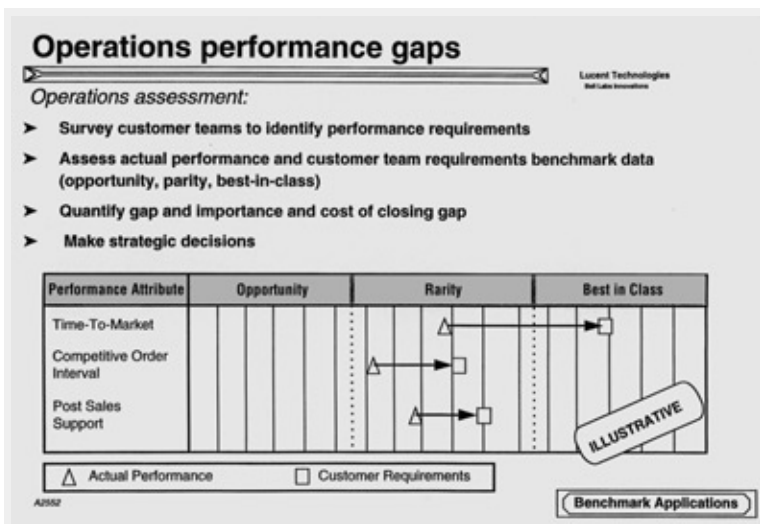 Operations performance gaps
Lucent Technologies
Bell Labs Innovations
Operations assessment:
➤ Survey customer teams to identify performance requirements
➤ Assess actual performance and customer team requirements benchmark data
(opportunity, parity, best-in-class)
➤ Quantify gap and importance and cost of closing gap
➤ Make strategic decisions
Performance Attribute Opportunity Rarity Best in Class
Time-To-Market
Competitive Order
Interval
Post Sales
Support
ILLUSTRATIVE
Actual Performance Customer Requirements
A2552
Benchmark Applications